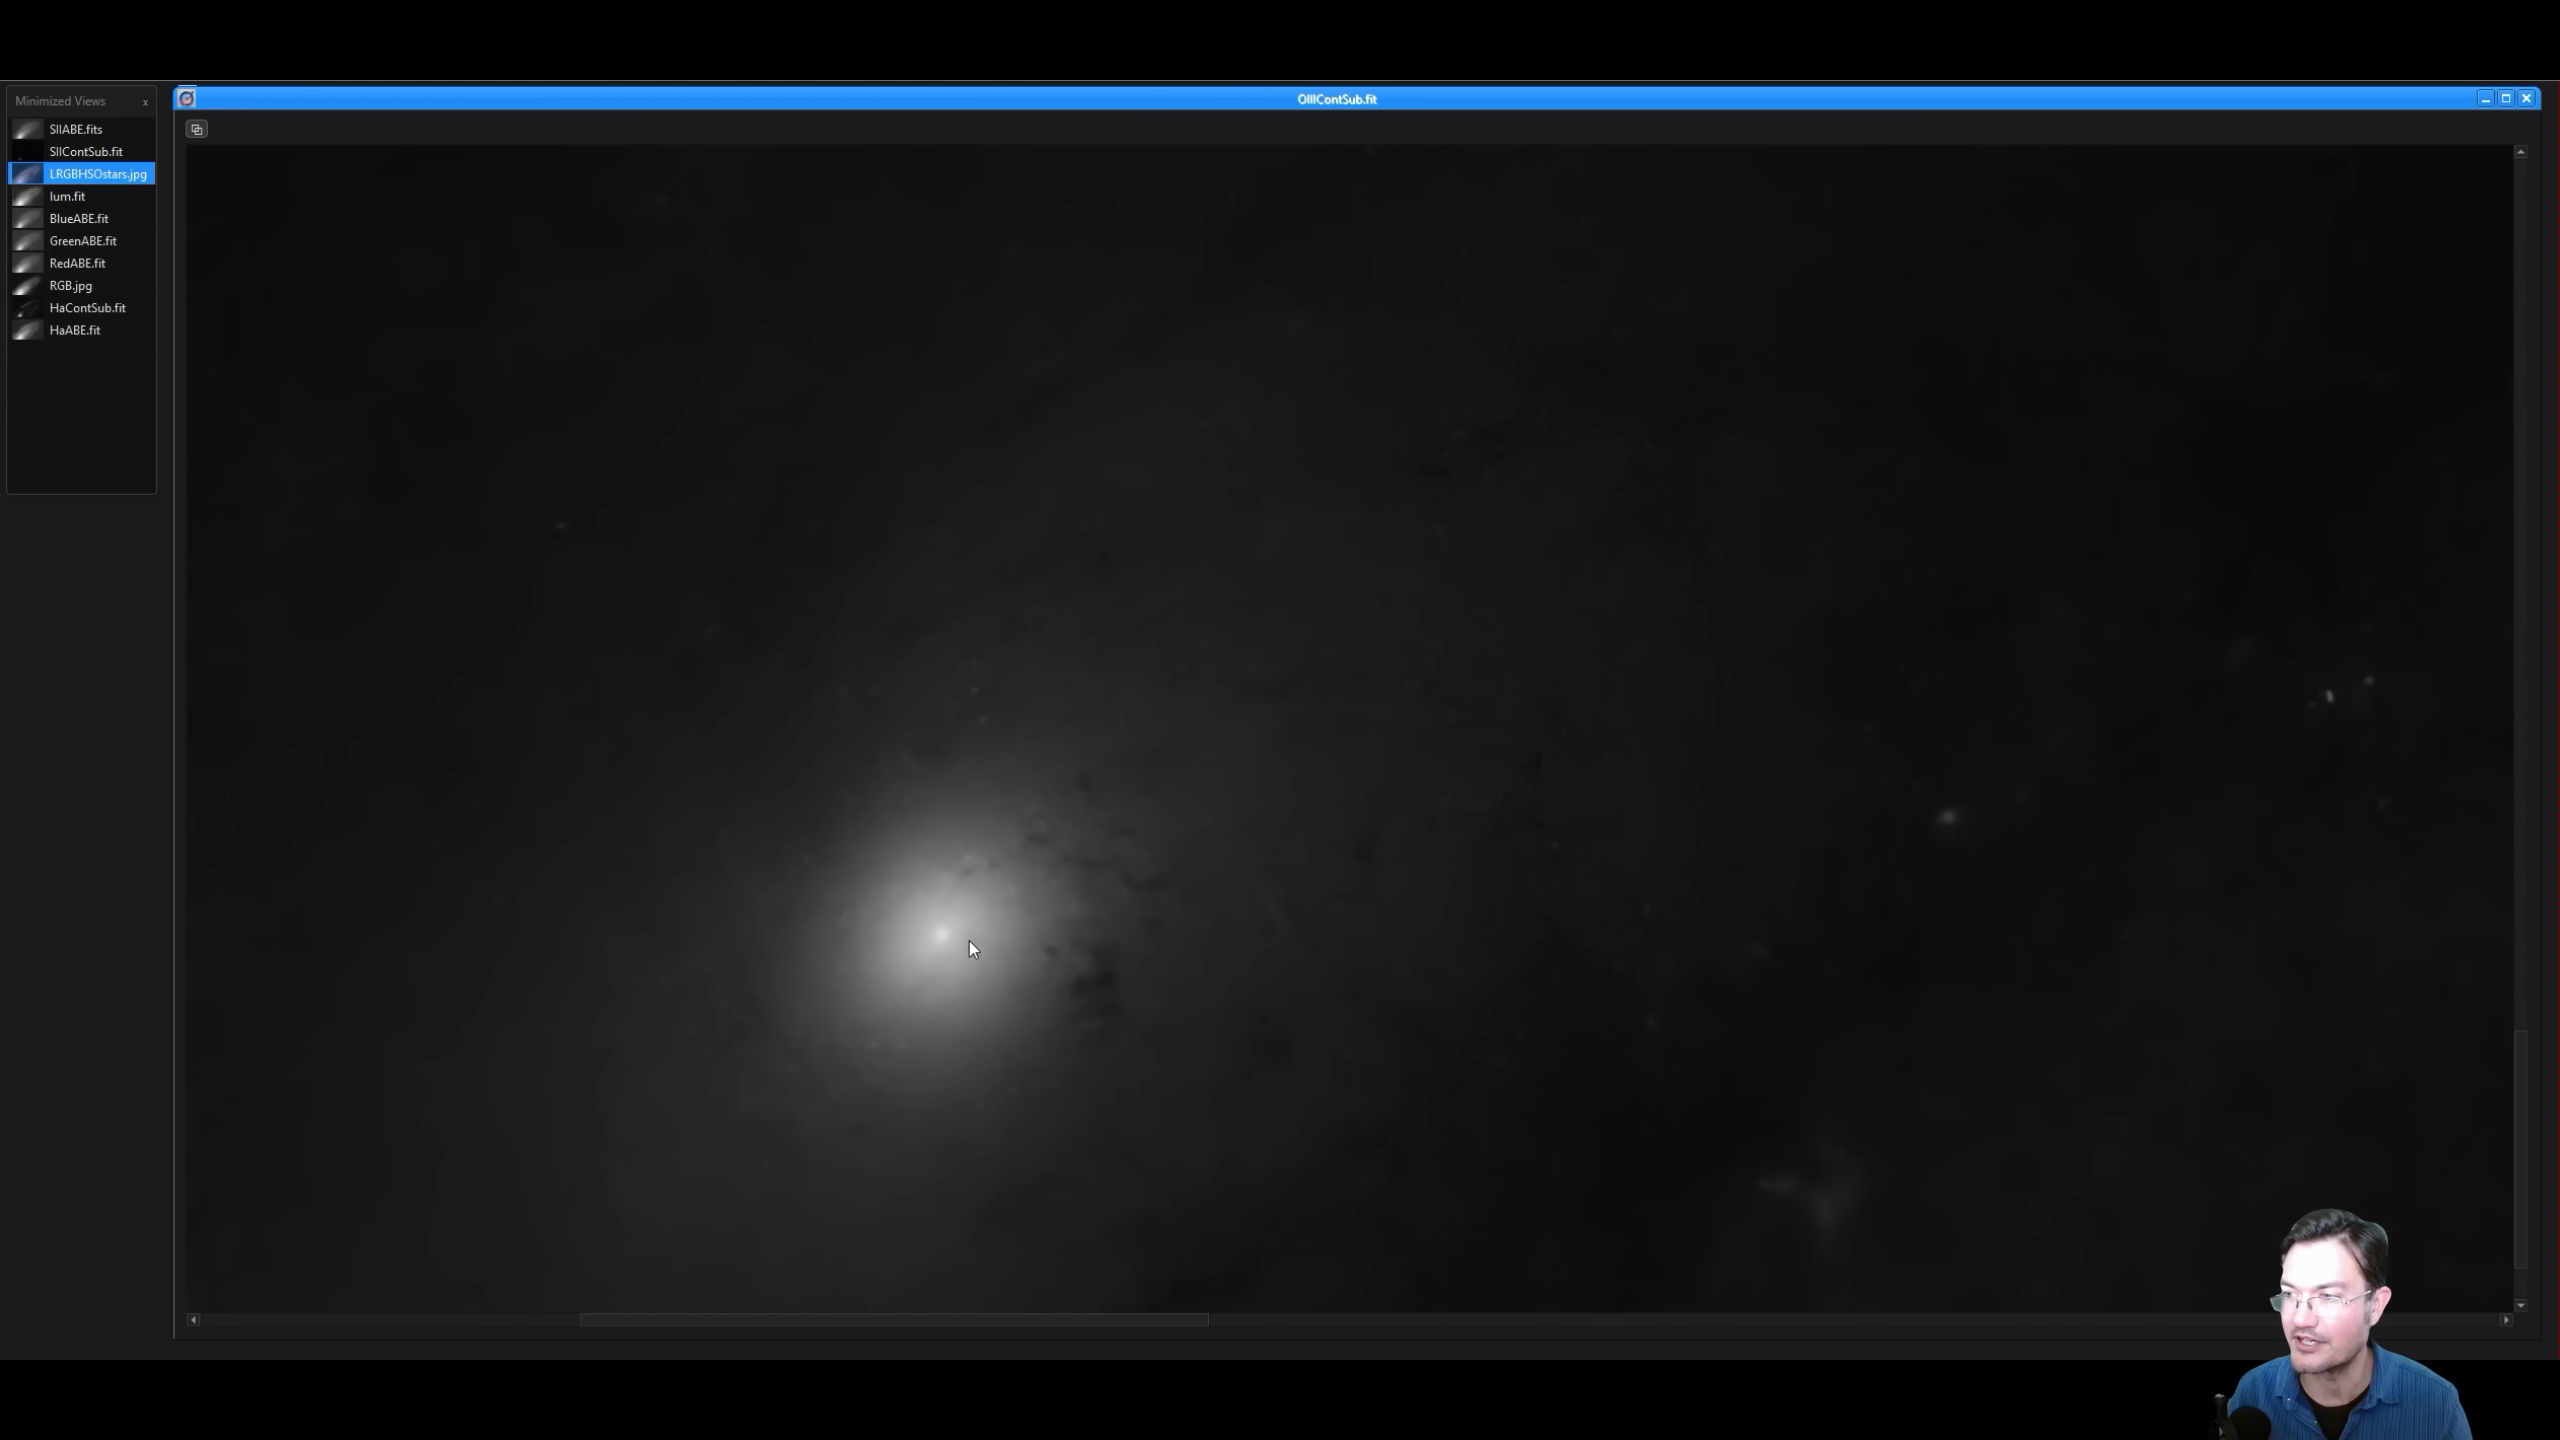 Minimized Views
x
SIIABE.fits
SIIContSub.fit
LRGBHSOstars.jpg
lum.fit
BlueABE.fit
GreenABE.fit
RedABE.fit
RGB.jpg
HaContSub.fit
HaABE.fit
OIIIContSub.fit